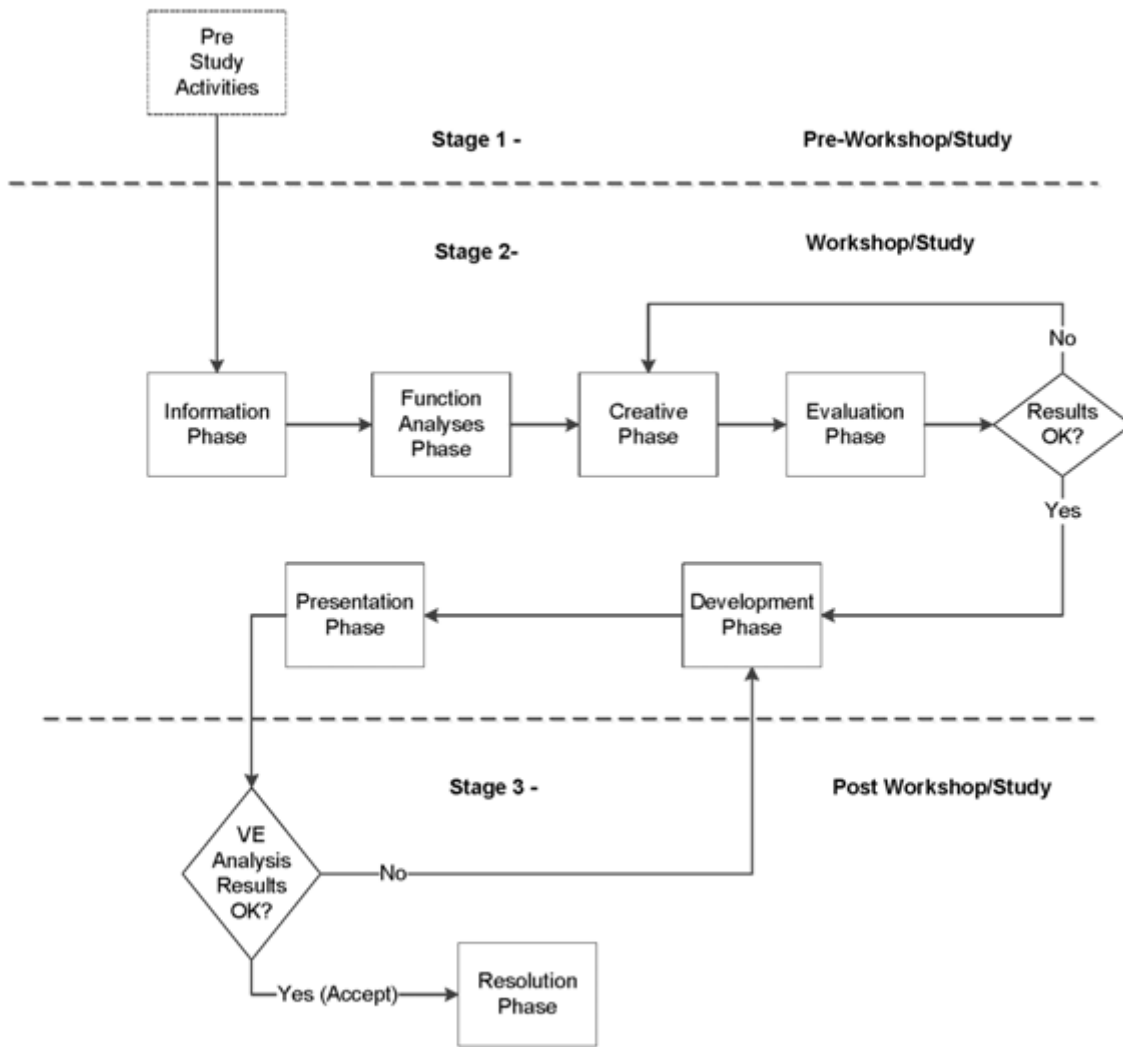 Pre
Study
Activities
Stage 1 -
Pre-Workshop/Study
Stage 2-
Workshop/Study
No
Information
Phase
Function
Analyses
Phase
Creative
Phase
Evaluation
Phase
Results
OK?
Yes
Presentation
Phase
Development
Phase
Stage 3 -
Post Workshop/Study
VE
Analysis
Results
OK?
No
Yes (Accept)
Resolution
Phase